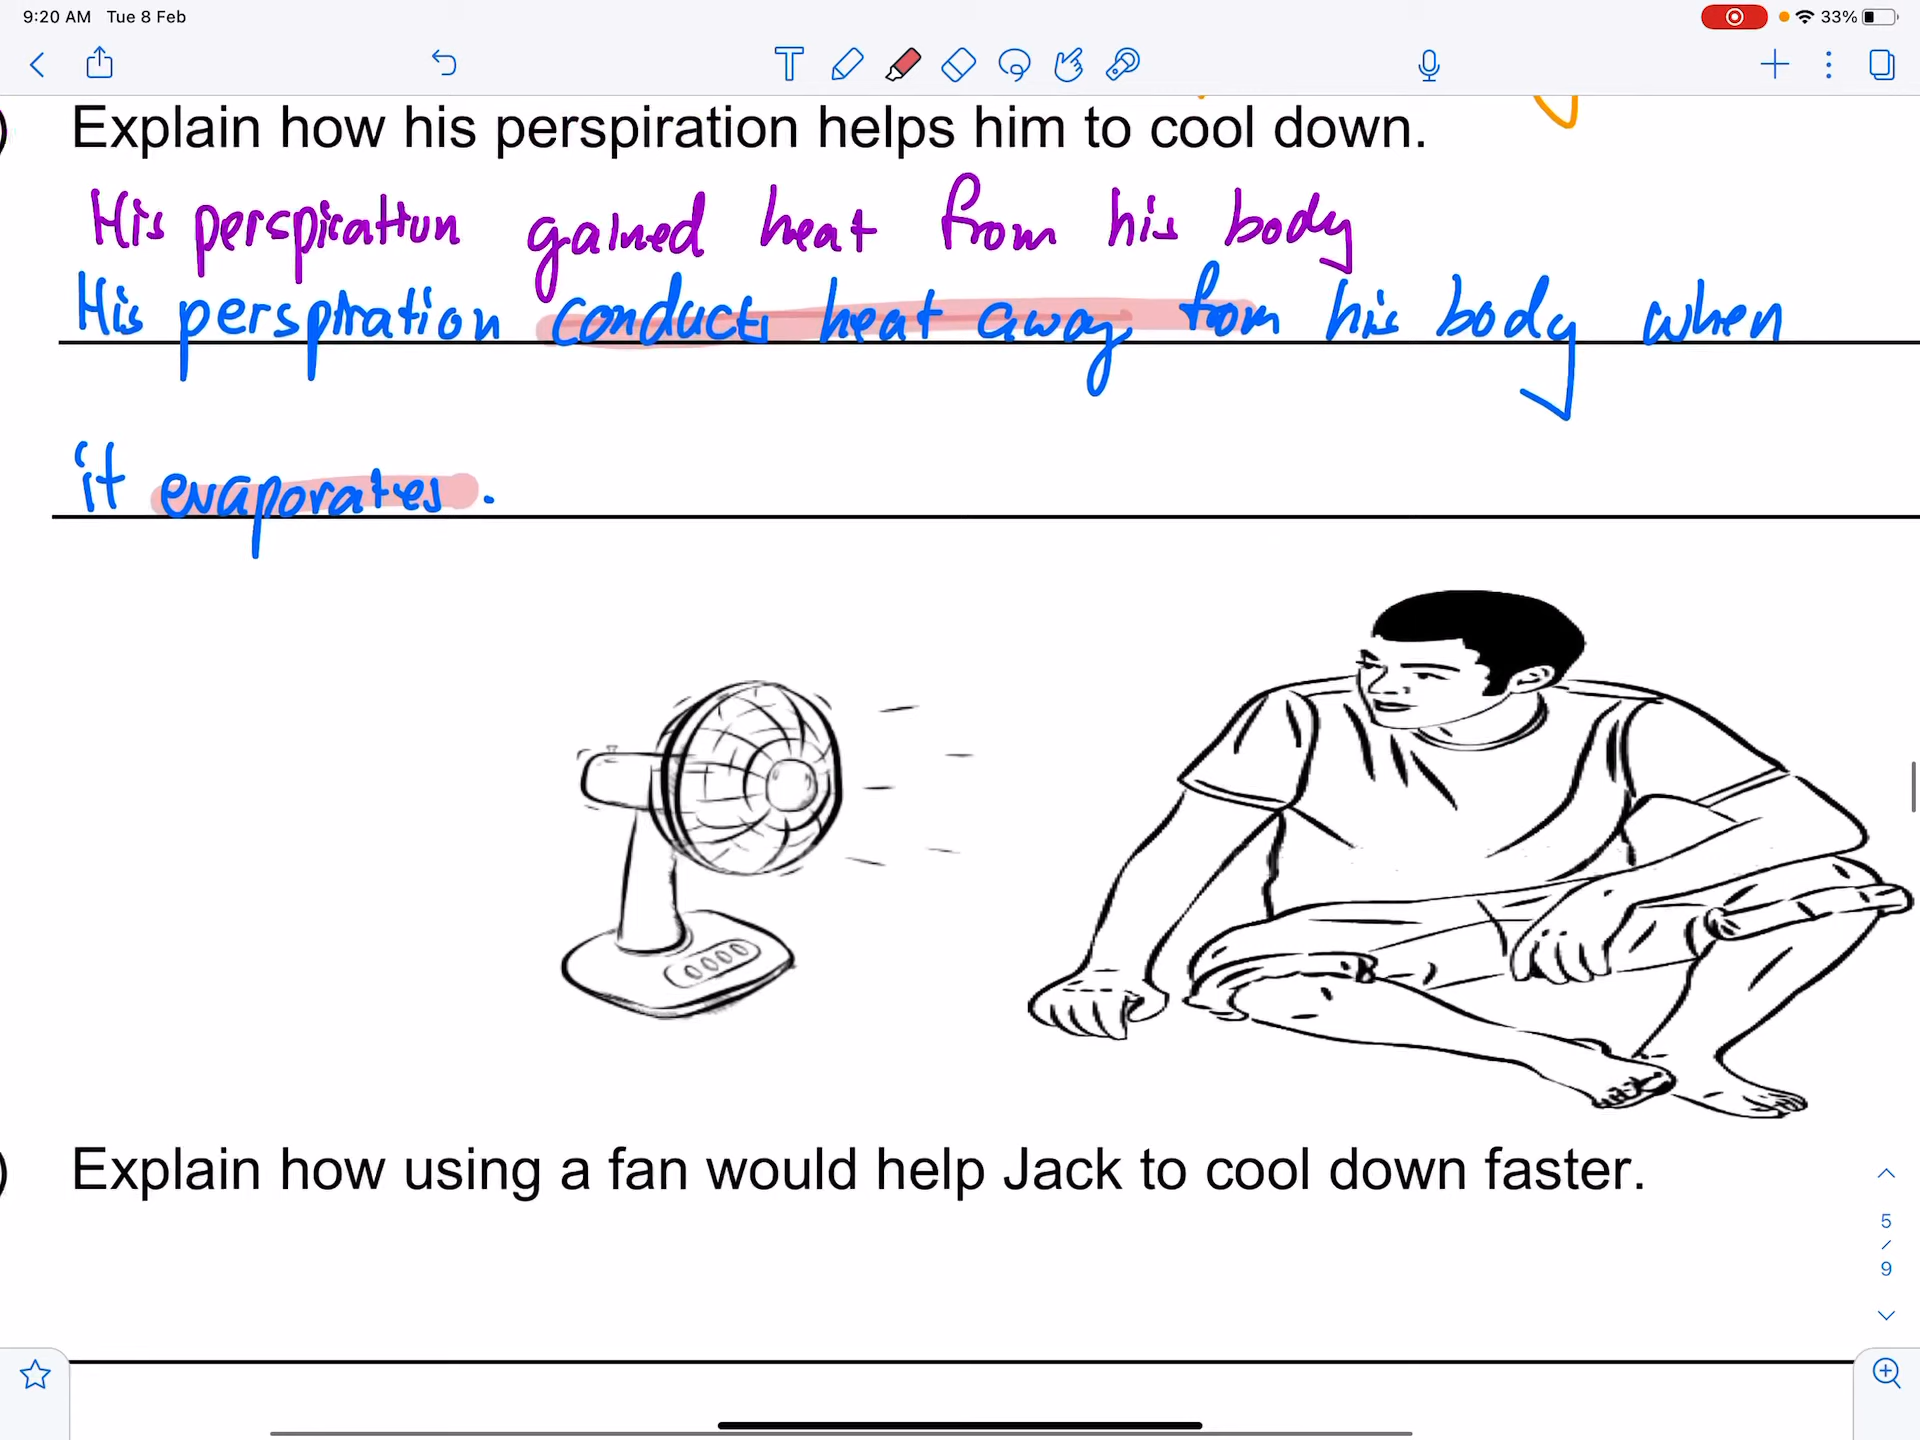 9:20 AM Tue 8 Feb
33%
Explain how his perspiration helps him to cool down.
His perspiration gained heat from his body
His perspiration conducts heat away from his body when
it evaporates.
Explain how using a fan would help Jack to cool down faster.
5
/
9